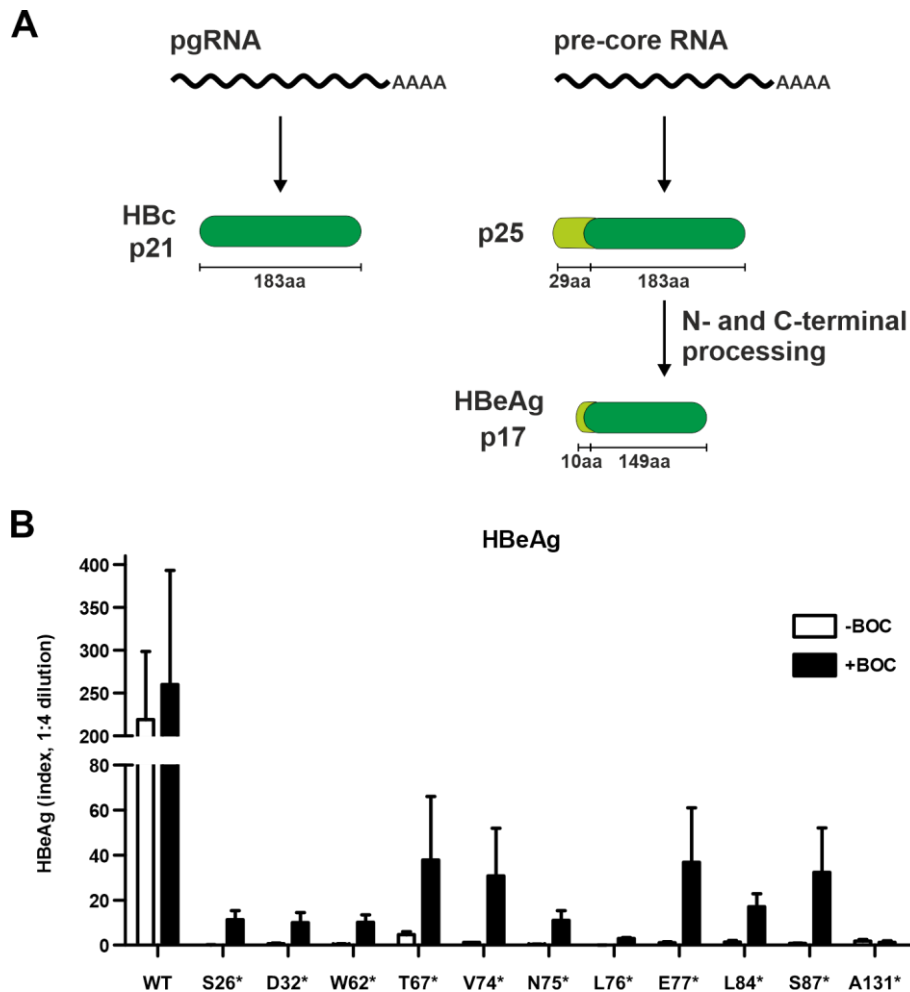 A
pgRNA
pre-core RNA
AAAA
AAAA
HBc
p21
183aa
p25
29aa
183aa
N- and C-terminal
processing
HBeAg
p17
10aa
149aa
B
HBeAg
HBeAg (index, 1:4 dilution)
400
350
300
250
200
80
60
40
20
0
-BOC
+BOC
WT S26* D32* W62* T67* V74* N75* L76* E77* L84* S87* A131*